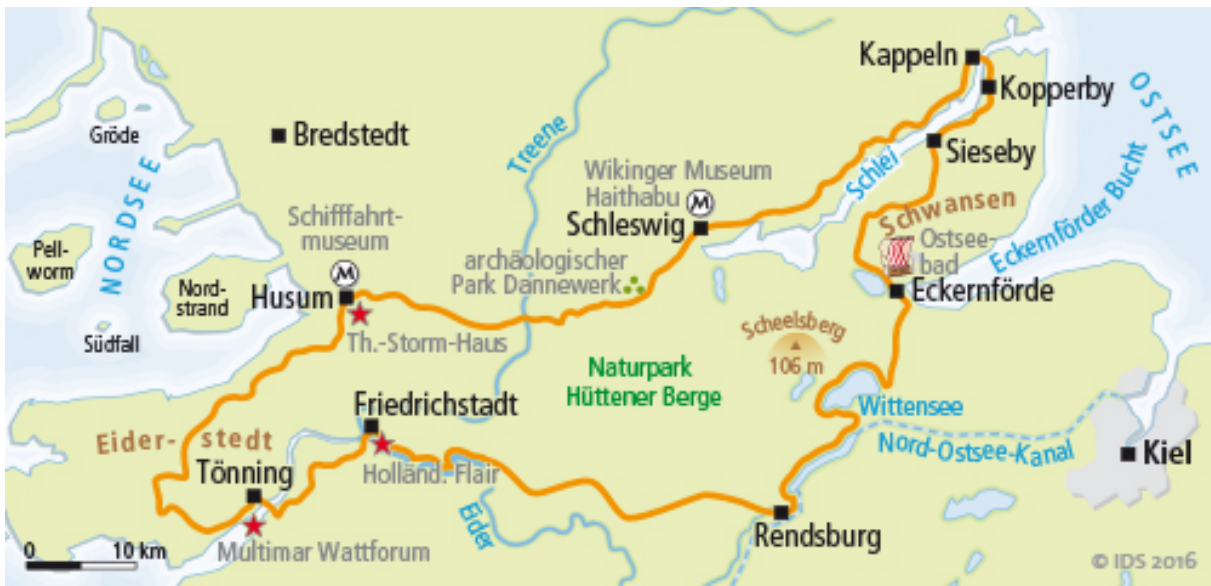 Kappeln
Kopperby
OSTSEE
Gröde
Bredstedt
Treene
Sieseby
NORDSEE
Wikinger Museum
Haithabu
M
Schlei
Eckernförder Bucht
Schifffahrt-
museum
M
Schleswig
Schwansen
Ostsee-
bad
Pell-
worm
archäologischer
Park Dannewerk
Nord-
strand
Husum
Eckernförde
Südfall
Th.-Storm-Haus
Scheelsberg
106 m
Naturpark
Hüttener Berge
Friedrichstadt
Wittensee
Eider- stedt
Nord-Ostsee-Kanal
Kiel
Tönning
Holländ. Flair
Eider
Rendsburg
0 10 km
Multimar Wattforum
© IDS 2016